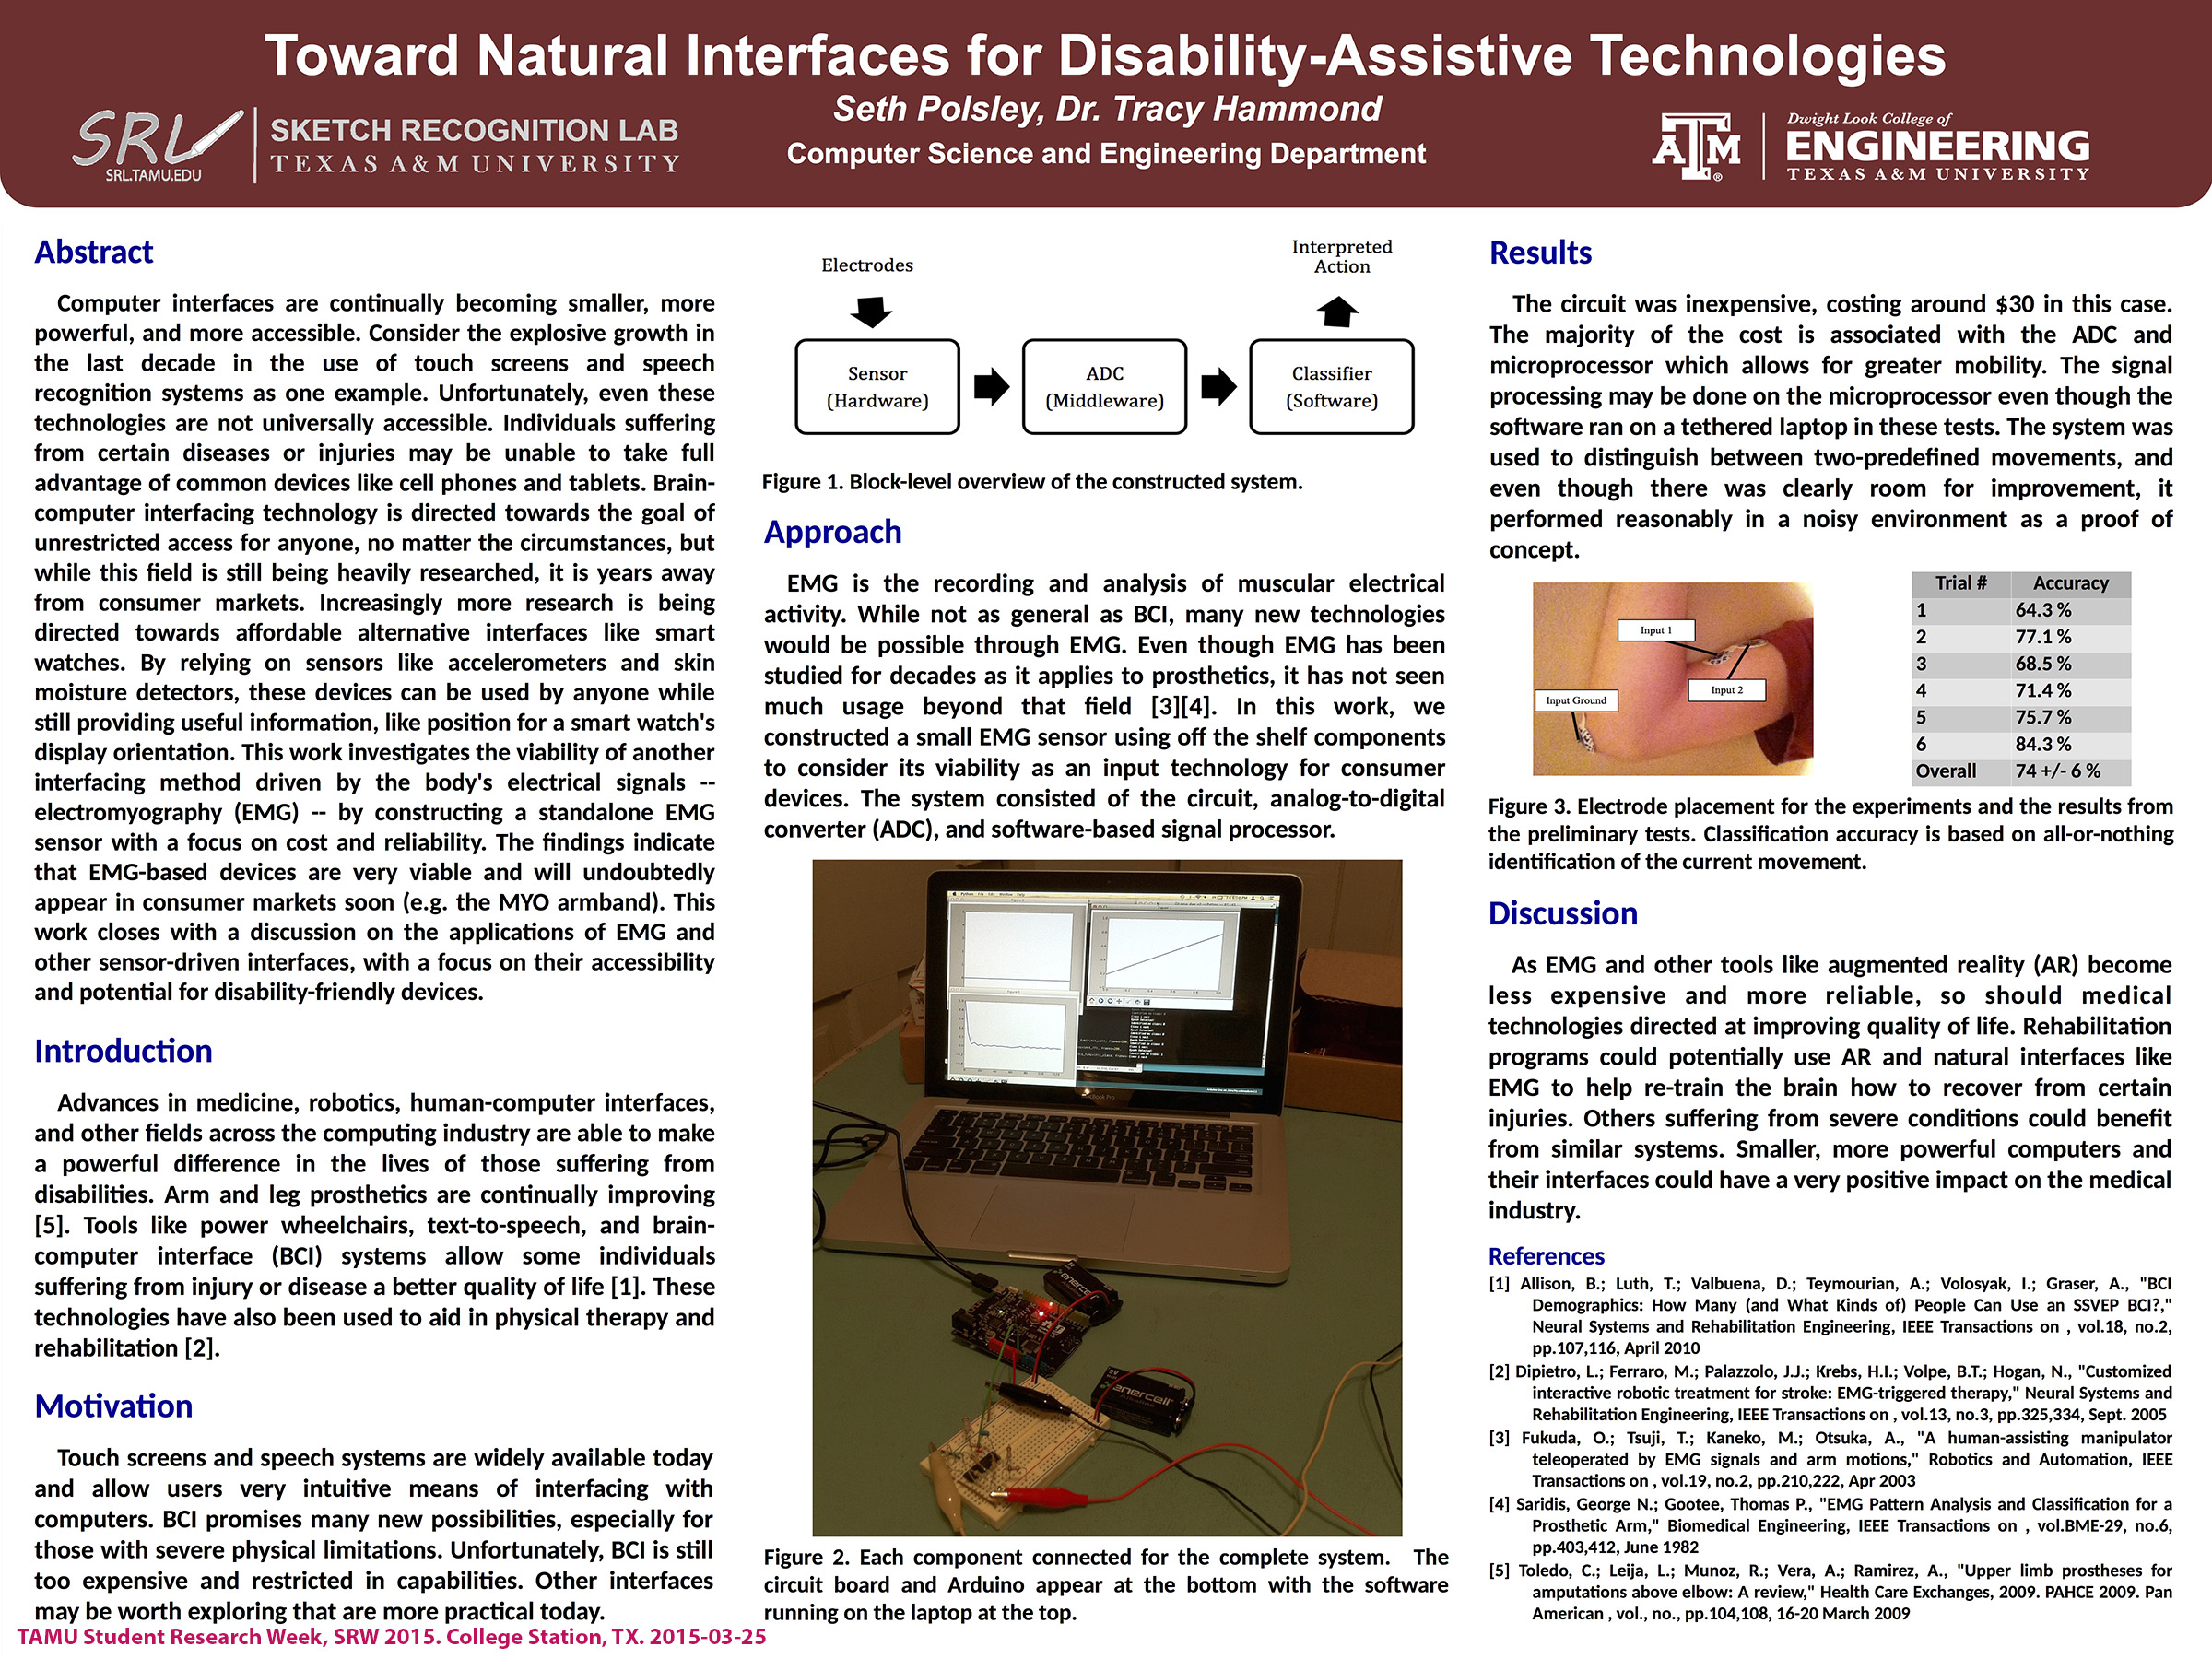 Toward Natural Interfaces for Disability-Assistive Technologies
Seth Polsley, Dr. Tracy Hammond
Computer Science and Engineering Department
SRL
SRL.TAMU.EDU
SKETCH RECOGNITION LAB
TEXAS A&M UNIVERSITY
ATM
Dwight Look College of
ENGINEERING
TEXAS A&M UNIVERSITY
Abstract
Computer interfaces are continually becoming smaller, more
powerful, and more accessible. Consider the explosive growth in
the last decade in the use of touch screens and speech
recognition systems as one example. Unfortunately, even these
technologies are not universally accessible. Individuals suffering
from certain diseases or injuries may be unable to take full
advantage of common devices like cell phones and tablets. Brain-
computer interfacing technology is directed towards the goal of
unrestricted access for anyone, no matter the circumstances, but
while this field is still being heavily researched, it is years away
from consumer markets. Increasingly more research is being
directed towards affordable alternative interfaces like smart
watches. By relying on sensors like accelerometers and skin
moisture detectors, these devices can be used by anyone while
still providing useful information, like position for a smart watch's
display orientation. This work investigates the viability of another
interfacing method driven by the body's electrical signals --
electromyography (EMG) -- by constructing a standalone EMG
sensor with a focus on cost and reliability. The findings indicate
that EMG-based devices are very viable and will undoubtedly
appear in consumer markets soon (e.g. the MYO armband). This
work closes with a discussion on the applications of EMG and
other sensor-driven interfaces, with a focus on their accessibility
and potential for disability-friendly devices.
Introduction
Advances in medicine, robotics, human-computer interfaces,
and other fields across the computing industry are able to make
a powerful difference in the lives of those suffering from
disabilities. Arm and leg prosthetics are continually improving
[5]. Tools like power wheelchairs, text-to-speech, and brain-
computer interface (BCI) systems allow some individuals
suffering from injury or disease a better quality of life [1]. These
technologies have also been used to aid in physical therapy and
rehabilitation [2].
Motivation
Touch screens and speech systems are widely available today
and allow users very intuitive means of interfacing with
computers. BCI promises many new possibilities, especially for
those with severe physical limitations. Unfortunately, BCI is still
too expensive and restricted in capabilities. Other interfaces
may be worth exploring that are more practical today.
TAMU Student Research Week, SRW 2015. College Station, TX. 2015-03-25
Electrodes
Interpreted
Action
Sensor
(Hardware)
ADC
(Middleware)
Classifier
(Software)
Figure 1. Block-level overview of the constructed system.
Approach
EMG is the recording and analysis of muscular electrical
activity. While not as general as BCI, many new technologies
would be possible through EMG. Even though EMG has been
studied for decades as it applies to prosthetics, it has not seen
much usage beyond that field [3][4]. In this work, we
constructed a small EMG sensor using off the shelf components
to consider its viability as an input technology for consumer
devices. The system consisted of the circuit, analog-to-digital
converter (ADC), and software-based signal processor.
MacBook Pro
enercell
enercell
Figure 2. Each component connected for the complete system. The
circuit board and Arduino appear at the bottom with the software
running on the laptop at the top.
Results
The circuit was inexpensive, costing around $30 in this case.
The majority of the cost is associated with the ADC and
microprocessor which allows for greater mobility. The signal
processing may be done on the microprocessor even though the
software ran on a tethered laptop in these tests. The system was
used to distinguish between two-predefined movements, and
even though there was clearly room for improvement, it
performed reasonably in a noisy environment as a proof of
concept.
Input 1
Input 2
Input Ground
Trial # Accuracy
1 64.3 %
2 77.1 %
3 68.5 %
4 71.4 %
5 75.7 %
6 84.3 %
Overall 74 +/- 6 %
Figure 3. Electrode placement for the experiments and the results from
the preliminary tests. Classification accuracy is based on all-or-nothing
identification of the current movement.
Discussion
As EMG and other tools like augmented reality (AR) become
less expensive and more reliable, so should medical
technologies directed at improving quality of life. Rehabilitation
programs could potentially use AR and natural interfaces like
EMG to help re-train the brain how to recover from certain
injuries. Others suffering from severe conditions could benefit
from similar systems. Smaller, more powerful computers and
their interfaces could have a very positive impact on the medical
industry.
References
[1] Allison, B.; Luth, T.; Valbuena, D.; Teymourian, A.; Volosyak, I.; Graser, A., "BCI
Demographics: How Many (and What Kinds of) People Can Use an SSVEP BCI?,"
Neural Systems and Rehabilitation Engineering, IEEE Transactions on , vol.18, no.2,
pp.107,116, April 2010
[2] Dipietro, L.; Ferraro, M.; Palazzolo, J.J.; Krebs, H.I.; Volpe, B.T.; Hogan, N., "Customized
interactive robotic treatment for stroke: EMG-triggered therapy," Neural Systems and
Rehabilitation Engineering, IEEE Transactions on , vol.13, no.3, pp.325,334, Sept. 2005
[3] Fukuda, O.; Tsuji, T.; Kaneko, M.; Otsuka, A., "A human-assisting manipulator
teleoperated by EMG signals and arm motions," Robotics and Automation, IEEE
Transactions on , vol.19, no.2, pp.210,222, Apr 2003
[4] Saridis, George N.; Gootee, Thomas P., "EMG Pattern Analysis and Classification for a
Prosthetic Arm," Biomedical Engineering, IEEE Transactions on , vol.BME-29, no.6,
pp.403,412, June 1982
[5] Toledo, C.; Leija, L.; Munoz, R.; Vera, A.; Ramirez, A., "Upper limb prostheses for
amputations above elbow: A review," Health Care Exchanges, 2009. PAHCE 2009. Pan
American , vol., no., pp.104,108, 16-20 March 2009